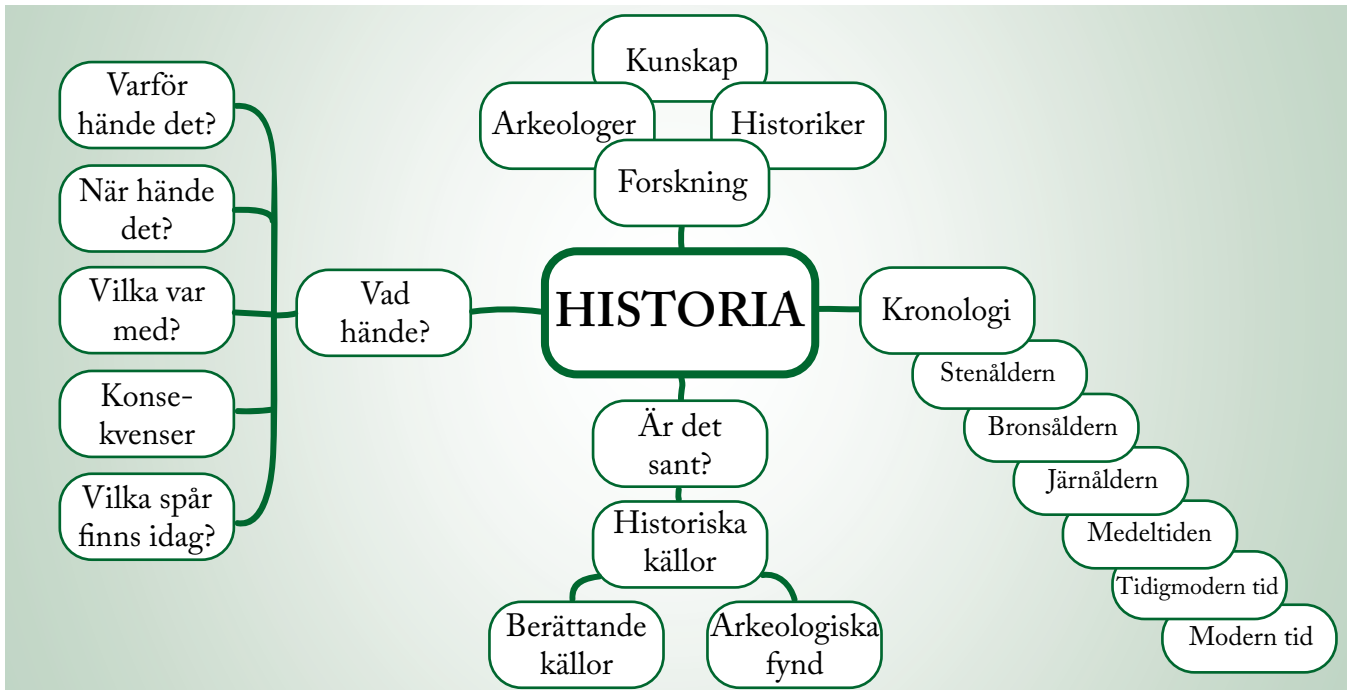 Kunskap
Arkeologer
Historiker
Forskning
HISTORIA
Vad
hände?
Varför
hände det?
När hände
det?
Vilka var
med?
Konse-
kvenser
Vilka spår
finns idag?
Kronologi
Stenåldern
Bronsåldern
Järnåldern
Medeltiden
Tidigmodern tid
Modern tid
Är det
sant?
Historiska
källor
Berättande
källor
Arkeologiska
fynd